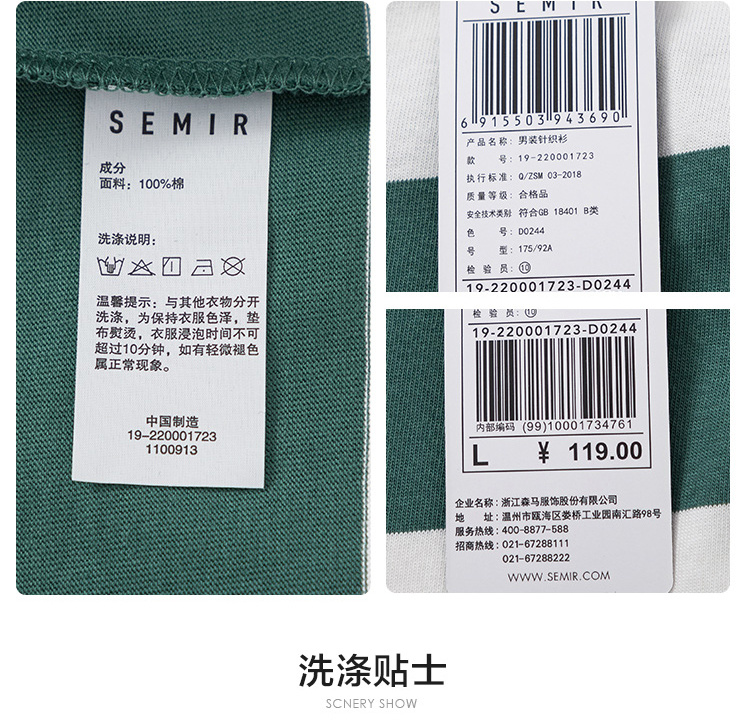 SEMIR
成分
面料：100%棉
洗涤说明：
温馨提示：与其他衣物分开
洗涤，为保持衣服色泽，垫
布熨烫，衣服浸泡时间不可
超过10分钟，如有轻微褪色
属正常现象。
中国制造
19-220001723
1100913
SEMIR
6 915503 943690
产品名称：男装针织衫
款 号：19-220001723
执行标准：Q/ZSM 03-2018
质量等级：合格品
安全技术类别 符合GB 18401 B类
色 号：D0244
号 型：175/92A
检 验 员：⑩
19-220001723-D0244
检 验 员：⑩
19-220001723-D0244
内部编码 (99)10001734761
L ¥ 119.00
企业名称：浙江森马服饰股份有限公司
地 址：温州市瓯海区娄桥工业园南汇路98号
服务热线：400-8877-588
招商热线：021-67288111
021-67288222
WWW.SEMIR.COM
洗涤贴士
SCNERY SHOW